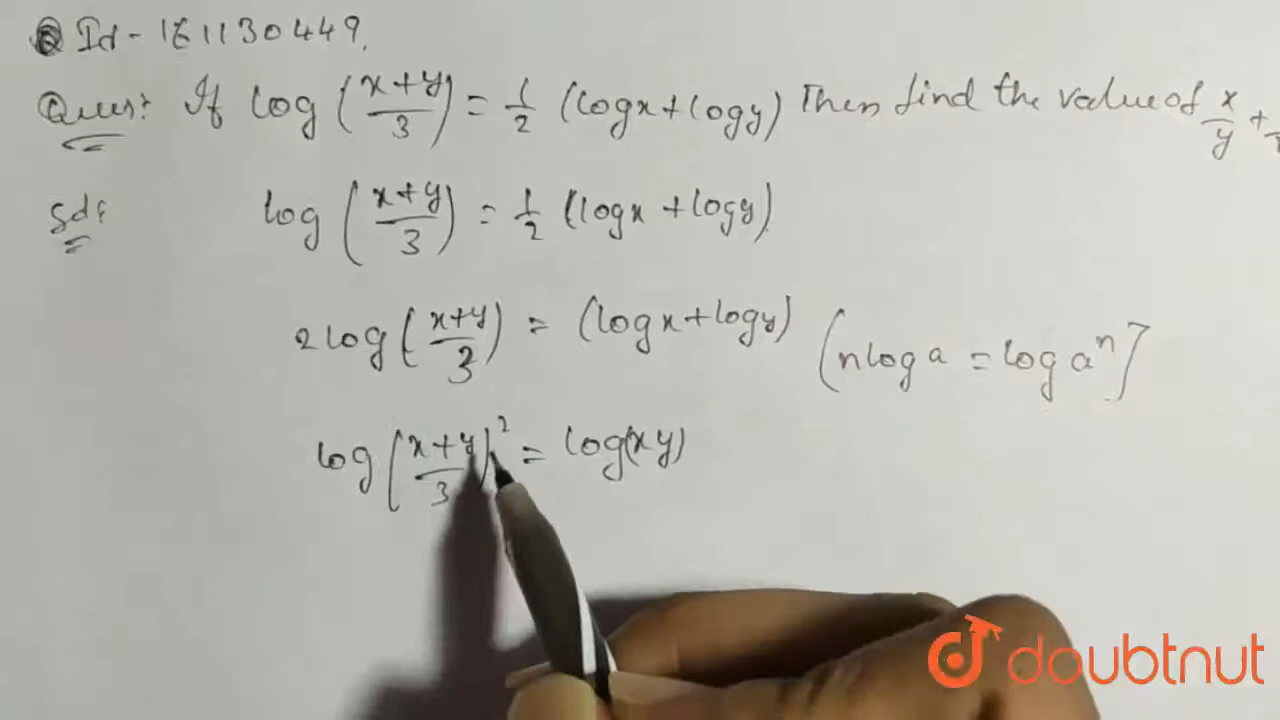 Id - 161130449.
Ques: If log (x+y/3) = 1/2 (logx+logy) Then find the value of x/y +
Sol: log (x+y/3) = 1/2 (logx + logy)
2log (x+y/3) = (logx+logy) (nlog a = log aⁿ]
log (x+y/3)² = log(xy)
doubtnut